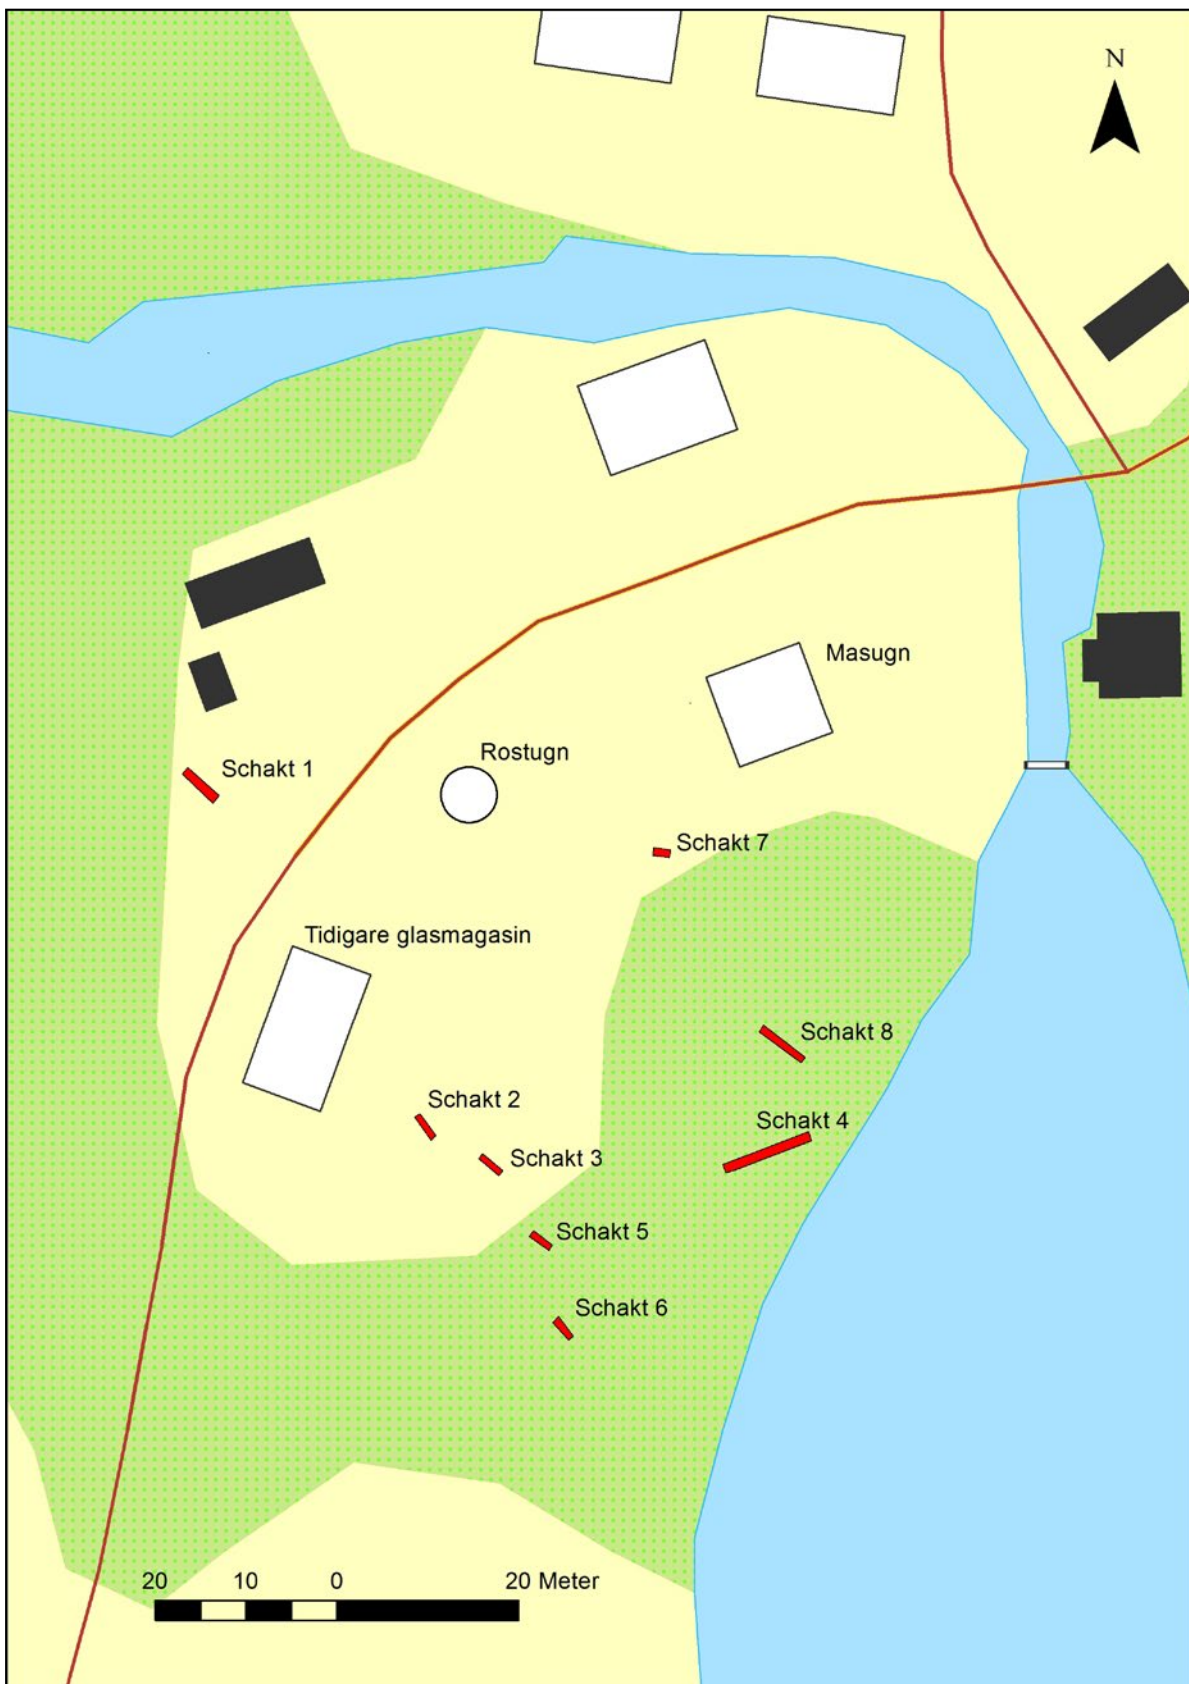 N
Masugn
Rostugn
Schakt 1
Schakt 7
Tidigare glasmagasin
Schakt 8
Schakt 2
Schakt 4
Schakt 3
Schakt 5
Schakt 6
20 10 0 20 Meter